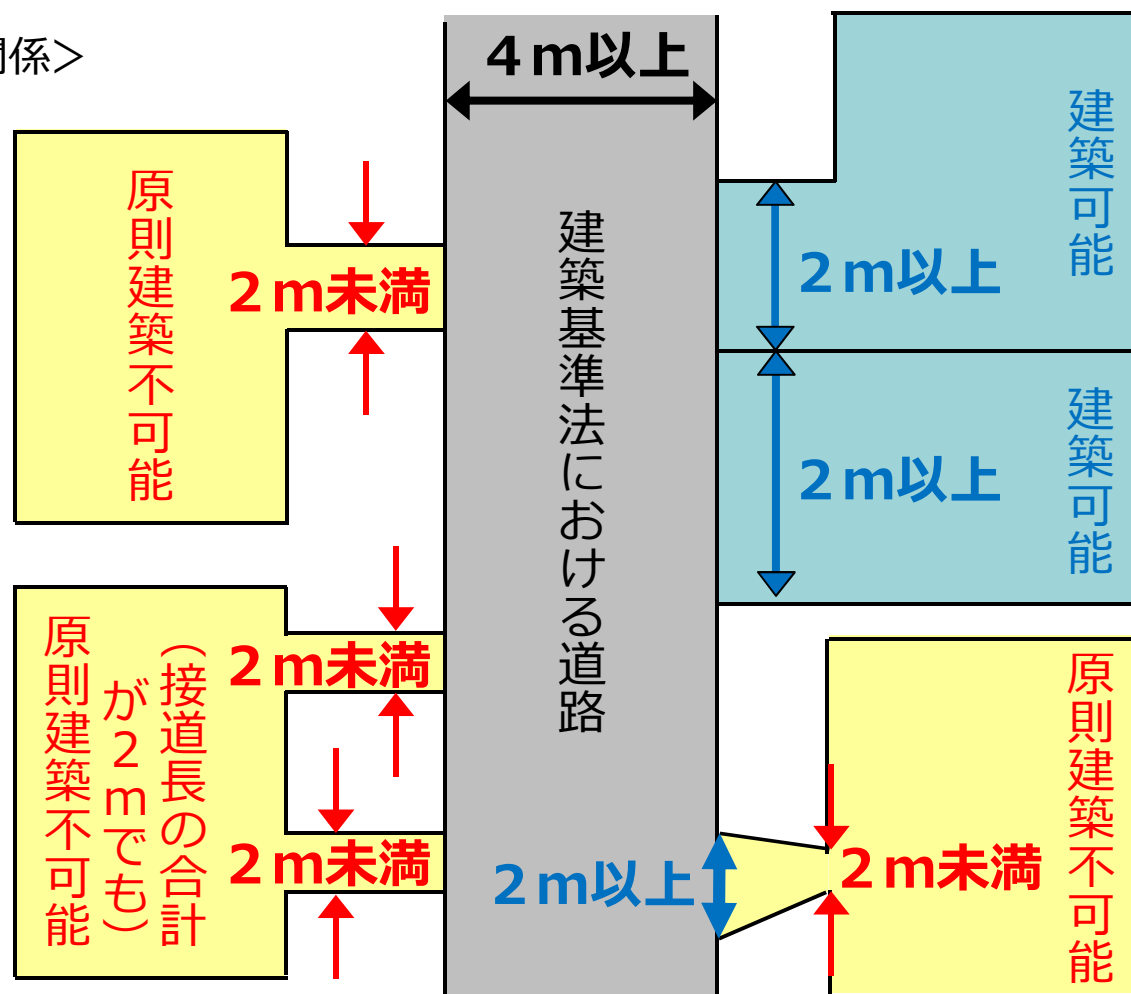 関係＞
４ｍ以上
原則建築不可能
２ｍ未満
建築基準法における道路
建築可能
２ｍ以上
建築可能
２ｍ以上
原則建築不可能
（接道長の合計
が２ｍでも）
２ｍ未満
２ｍ未満
２ｍ以上
２ｍ未満
原則建築不可能